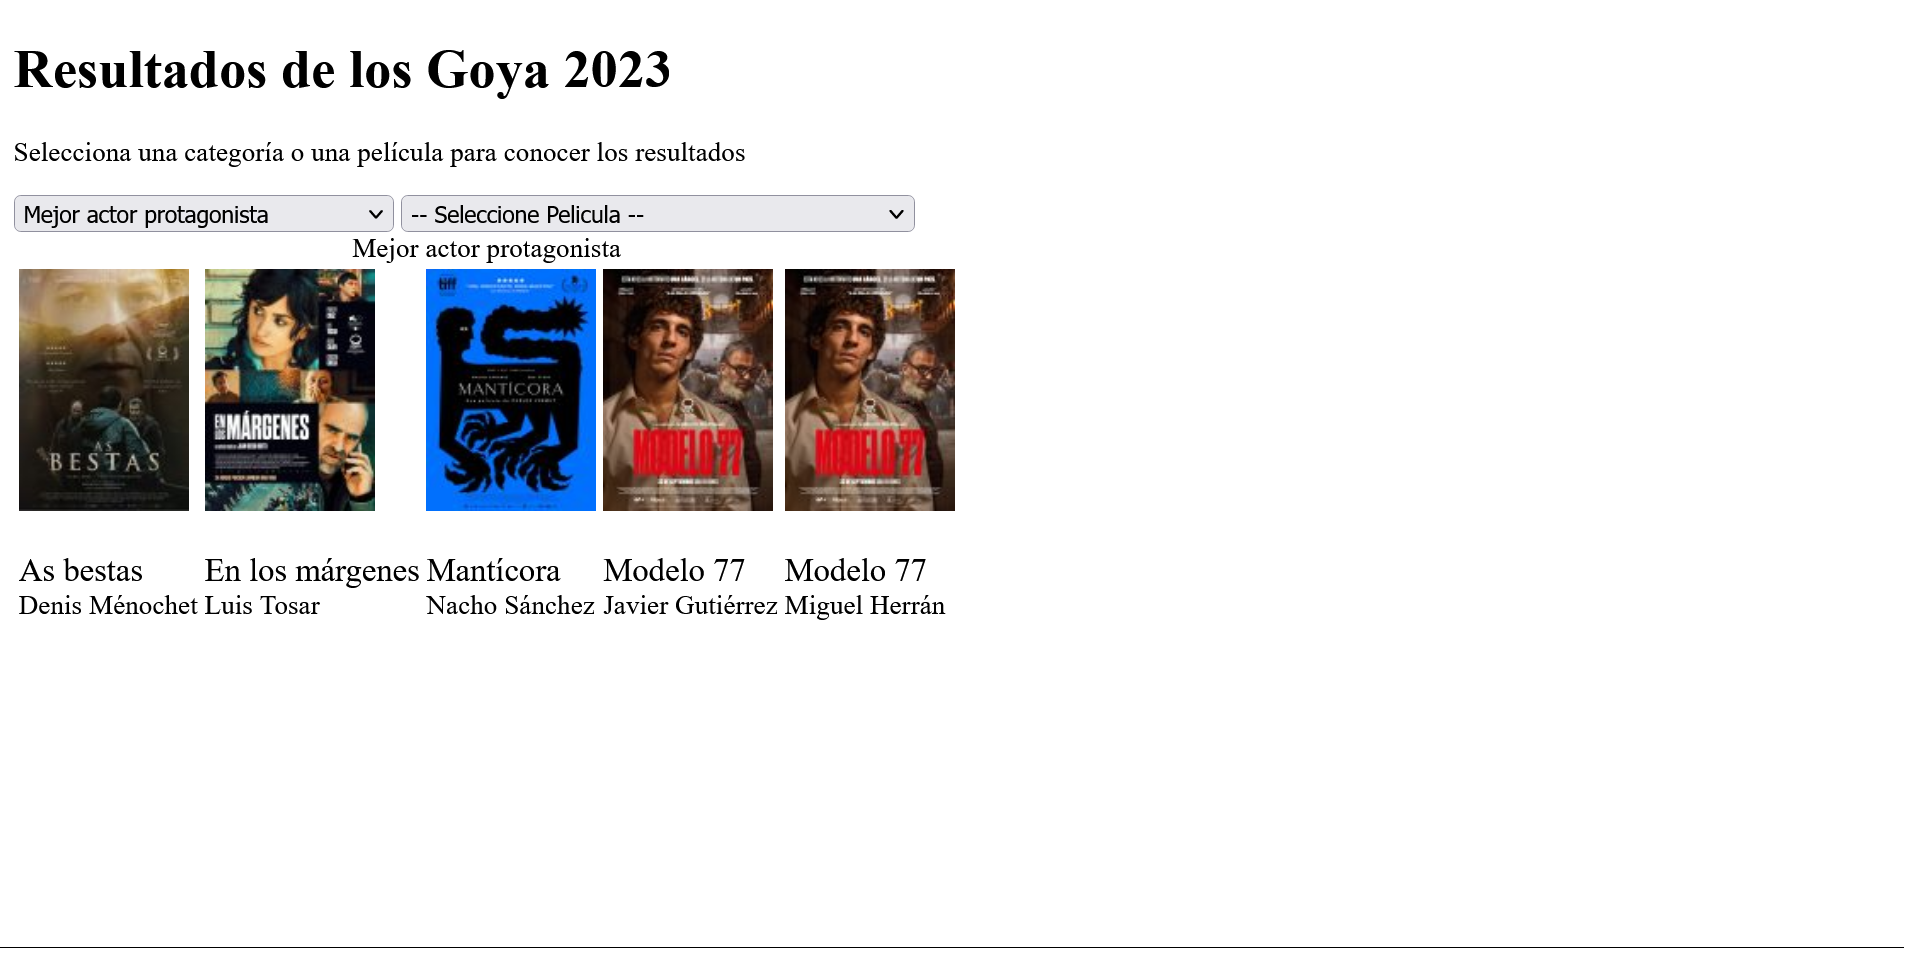 Resultados de los Goya 2023
Selecciona una categoría o una película para conocer los resultados
Mejor actor protagonista
-- Seleccione Pelicula --
Mejor actor protagonista
AS
BESTAS
EN LOS MÁRGENES
tiff
MANTÍCORA
MODELO 77
MODELO 77
As bestas
Denis Ménochet
En los márgenes
Luis Tosar
Mantícora
Nacho Sánchez
Modelo 77
Javier Gutiérrez
Modelo 77
Miguel Herrán